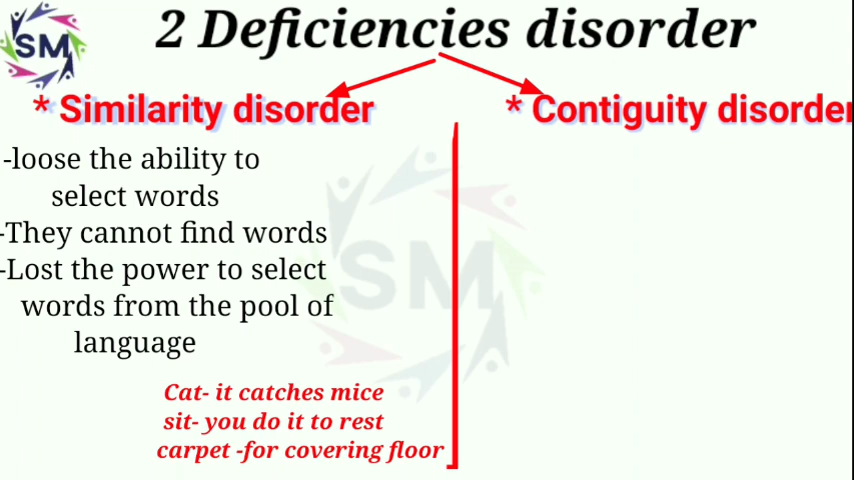 SM
2 Deficiencies disorder
* Similarity disorder
* Contiguity disorder
-loose the ability to
select words
-They cannot find words
-Lost the power to select
words from the pool of
language
SM
Cat- it catches mice
sit- you do it to rest
carpet -for covering floor